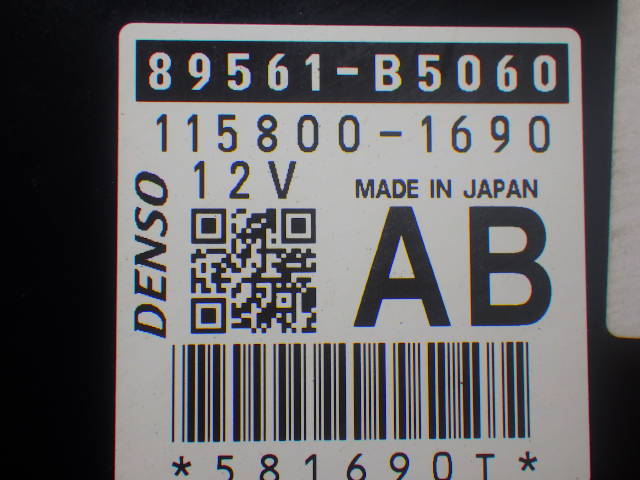 89561-B5060
115800-1690
12V
MADE IN JAPAN
DENSO
AB
*581690T*